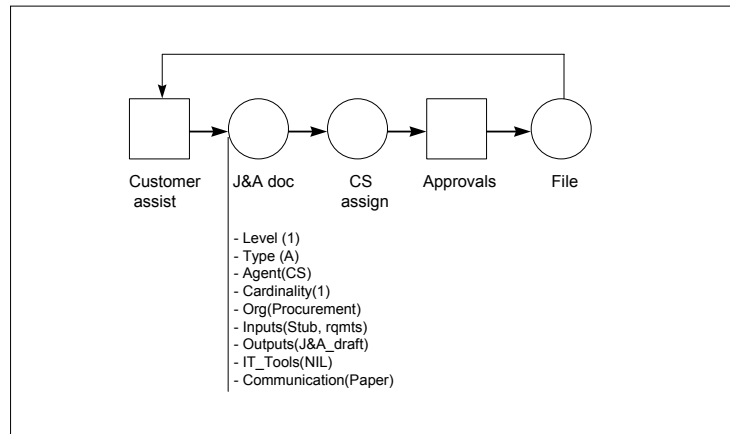 Customer assist
J&A doc
CS assign
Approvals
File
- Level (1)
- Type (A)
- Agent(CS)
- Cardinality(1)
- Org(Procurement)
- Inputs(Stub, rqmts)
- Outputs(J&A_draft)
- IT_Tools(NIL)
- Communication(Paper)